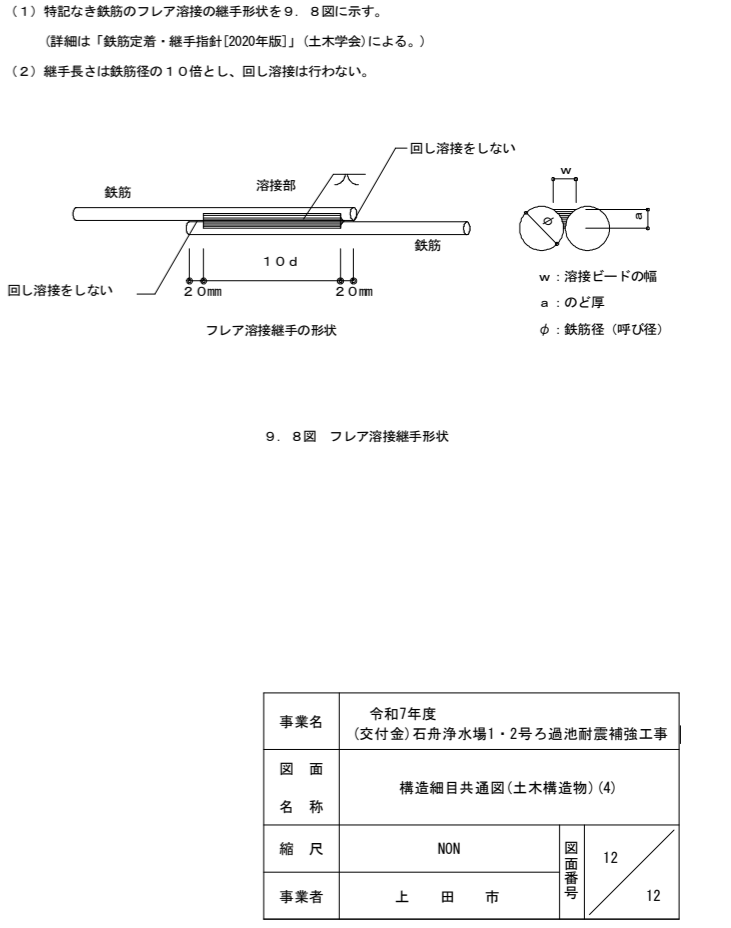 （１）特記なき鉄筋のフレア溶接の継手形状を９．８図に示す。
（詳細は「鉄筋定着・継手指針[2020年版]」(土木学会)による。）
（２）継手長さは鉄筋径の１０倍とし、回し溶接は行わない。
回し溶接をしない
鉄筋
溶接部
鉄筋
１０ｄ
回し溶接をしない
２０㎜
２０㎜
フレア溶接継手の形状
ｗ
φ
ａ
ｗ：溶接ビードの幅
ａ：のど厚
φ：鉄筋径（呼び径）
９．８図　フレア溶接継手形状
事業名
令和7年度
(交付金)石舟浄水場1・2号ろ過池耐震補強工事
図　面
名　称
構造細目共通図(土木構造物)(4)
縮　尺
NON
図面番号
12
12
事業者
上　田　市